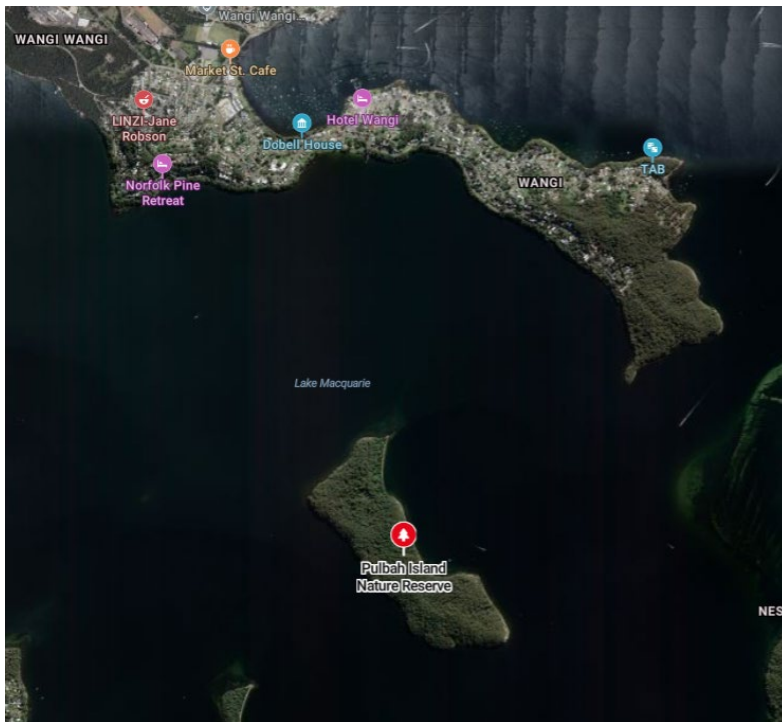 Wangi Wangi...
WANGI WANGI
Market St. Cafe
LINZI-Jane
Robson
Hotel Wangi
Dobell House
TAB
Norfolk Pine
Retreat
WANGI
Lake Macquarie
Pulbah Island
Nature Reserve
NES